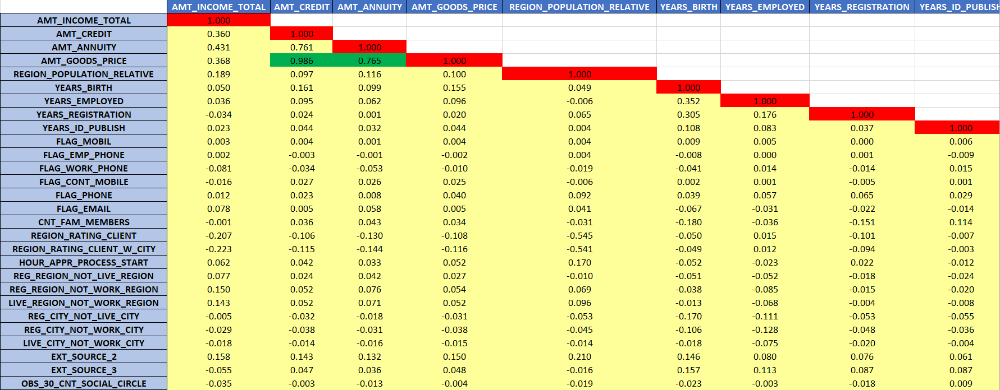 AMT_INCOME_TOTAL AMT_CREDIT AMT_ANNUITY AMT_GOODS_PRICE REGION_POPULATION_RELATIVE YEARS_BIRTH YEARS_EMPLOYED YEARS_REGISTRATION YEARS_ID_PUBLISH
AMT_INCOME_TOTAL 1.000
AMT_CREDIT 0.360 1.000
AMT_ANNUITY 0.431 0.761 1.000
AMT_GOODS_PRICE 0.368 0.986 0.765 1.000
REGION_POPULATION_RELATIVE 0.189 0.097 0.116 0.100 1.000
YEARS_BIRTH 0.050 0.161 0.099 0.155 0.049 1.000
YEARS_EMPLOYED 0.036 0.095 0.062 0.096 -0.006 0.352 1.000
YEARS_REGISTRATION -0.034 0.024 0.001 0.020 0.065 0.305 0.176 1.000
YEARS_ID_PUBLISH 0.023 0.044 0.032 0.044 0.004 0.108 0.083 0.037 1.000
FLAG_MOBIL 0.003 0.004 0.001 0.004 0.004 0.009 0.005 0.000 0.006
FLAG_EMP_PHONE 0.002 -0.003 -0.001 -0.002 0.004 -0.008 0.000 0.001 -0.009
FLAG_WORK_PHONE -0.081 -0.034 -0.053 -0.010 -0.019 -0.041 0.014 -0.014 0.015
FLAG_CONT_MOBILE -0.016 0.027 0.026 0.025 -0.006 0.002 0.001 -0.005 0.001
FLAG_PHONE 0.012 0.023 0.008 0.040 0.092 0.039 0.057 0.065 0.029
FLAG_EMAIL 0.078 0.005 0.058 0.005 0.041 -0.067 -0.031 -0.022 -0.014
CNT_FAM_MEMBERS -0.001 0.036 0.043 0.034 -0.031 -0.180 -0.036 -0.151 0.114
REGION_RATING_CLIENT -0.207 -0.106 -0.130 -0.108 -0.545 -0.050 0.015 -0.101 -0.007
REGION_RATING_CLIENT_W_CITY -0.223 -0.115 -0.144 -0.116 -0.541 -0.049 0.012 -0.094 -0.003
HOUR_APPR_PROCESS_START 0.062 0.042 0.033 0.052 0.170 -0.052 -0.023 0.022 -0.012
REG_REGION_NOT_LIVE_REGION 0.077 0.024 0.042 0.027 -0.010 -0.051 -0.052 -0.018 -0.024
REG_REGION_NOT_WORK_REGION 0.150 0.052 0.076 0.054 0.069 -0.038 -0.085 -0.015 -0.020
LIVE_REGION_NOT_WORK_REGION 0.143 0.052 0.071 0.052 0.096 -0.013 -0.068 -0.004 -0.008
REG_CITY_NOT_LIVE_CITY -0.005 -0.032 -0.018 -0.031 -0.053 -0.170 -0.111 -0.053 -0.055
REG_CITY_NOT_WORK_CITY -0.029 -0.038 -0.031 -0.038 -0.045 -0.106 -0.128 -0.048 -0.036
LIVE_CITY_NOT_WORK_CITY -0.018 -0.014 -0.016 -0.015 -0.014 -0.018 -0.075 -0.020 -0.004
EXT_SOURCE_2 0.158 0.143 0.132 0.150 0.210 0.146 0.080 0.076 0.061
EXT_SOURCE_3 -0.055 0.047 0.036 0.048 -0.016 0.157 0.113 0.087 0.087
OBS_30_CNT_SOCIAL_CIRCLE -0.035 -0.003 -0.013 -0.004 -0.019 -0.023 -0.003 -0.018 0.009